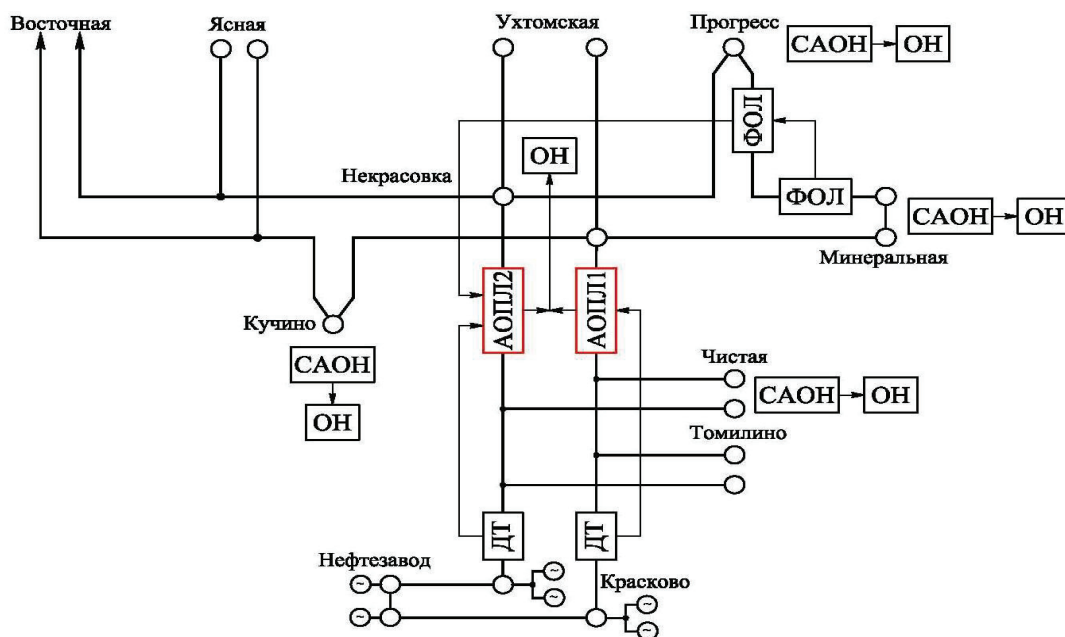 Восточная
Ясная
Ухтомская
Прогресс
САОН
ОН
ФОЛ
ОН
Некрасовка
ФОЛ
САОН
ОН
Минеральная
АОПЛ2
АОПЛ1
Кучино
САОН
ОН
Чистая
САОН
ОН
Томилино
ДТ
ДТ
Нефтезавод
Красково
~
~
~
~
~
~